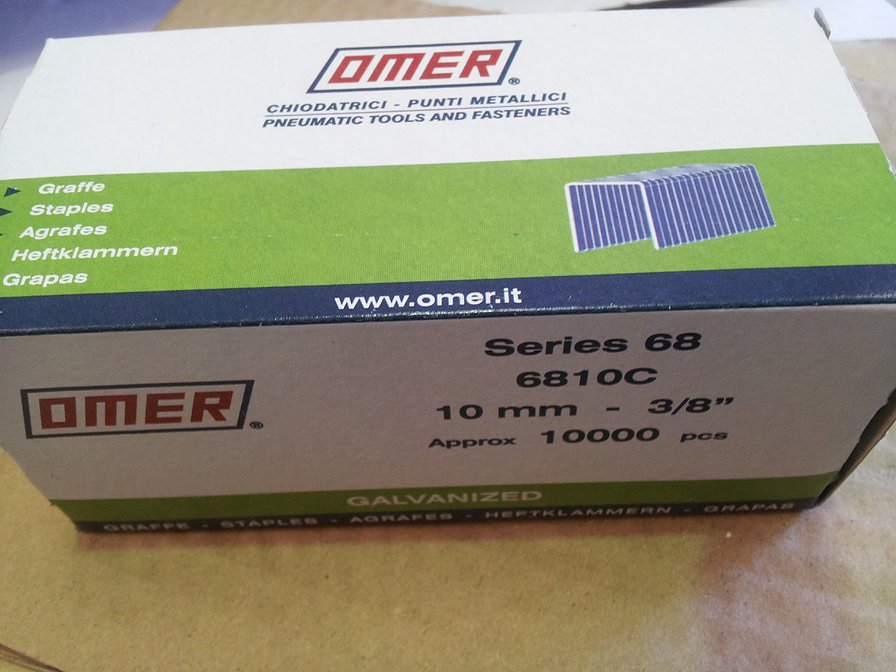 OMER®
CHIODATRICI - PUNTI METALLICI
PNEUMATIC TOOLS AND FASTENERS
Graffe
Staples
Agrafes
Heftklammern
Grapas
www.omer.it
OMER®
Series 68
6810C
10 mm - 3/8”
Approx 10000 pcs
GALVANIZED
GRAFFE - STAPLES - AGRAFES - HEFTKLAMMERN - GRAPAS